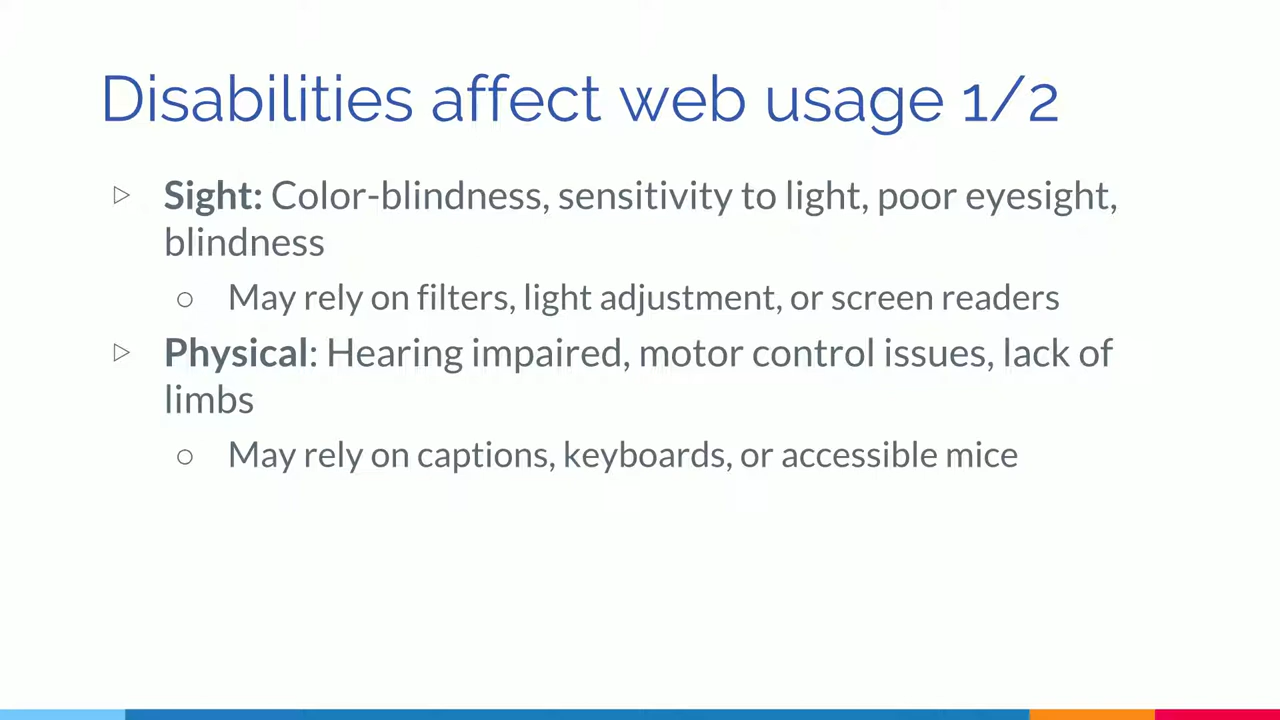 Disabilities affect web usage 1/2
▷ Sight: Color-blindness, sensitivity to light, poor eyesight,
blindness
○ May rely on filters, light adjustment, or screen readers
▷ Physical: Hearing impaired, motor control issues, lack of
limbs
○ May rely on captions, keyboards, or accessible mice